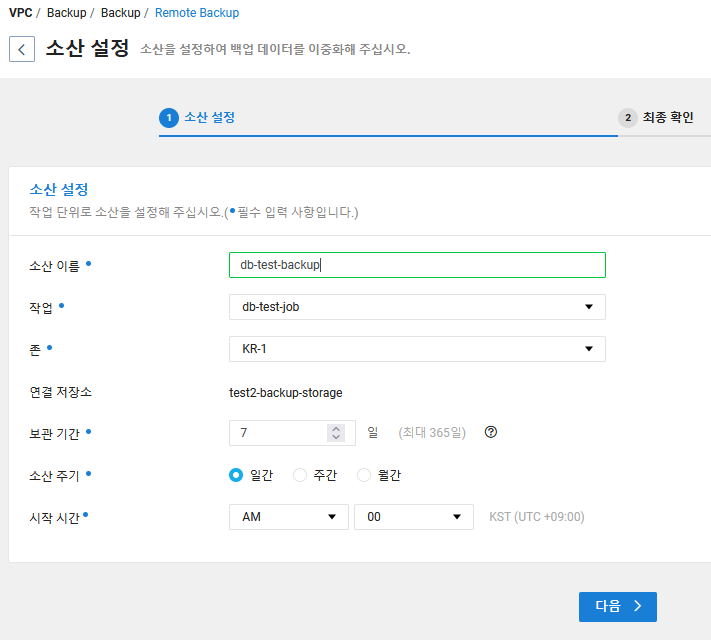 VPC / Backup / Backup / Remote Backup
소산 설정 소산을 설정하여 백업 데이터를 이중화해 주십시오.
1 소산 설정 2 최종 확인
소산 설정
작업 단위로 소산을 설정해 주십시오.(•필수 입력 사항입니다.)
소산 이름 • db-test-backup
작업 • db-test-job
존 • KR-1
연결 저장소 test2-backup-storage
보관 기간 • 7 일 (최대 365일) ?
소산 주기 • 일간 주간 월간
시작 시간 • AM 00 KST (UTC +09:00)
다음 >